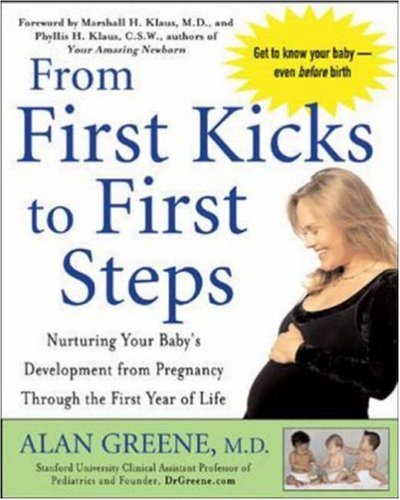 Foreword by Marshall H. Klaus, M.D., and
Phyllis H. Klaus, C.S.W., authors of
Your Amazing Newborn
Get to know your baby—
even before birth
From
First Kicks
to First
Steps
Nurturing Your Baby's
Development from Pregnancy
Through the First Year of Life
ALAN GREENE, M.D.
Stanford University Clinical Assistant Professor of
Pediatrics and Founder, DrGreene.com